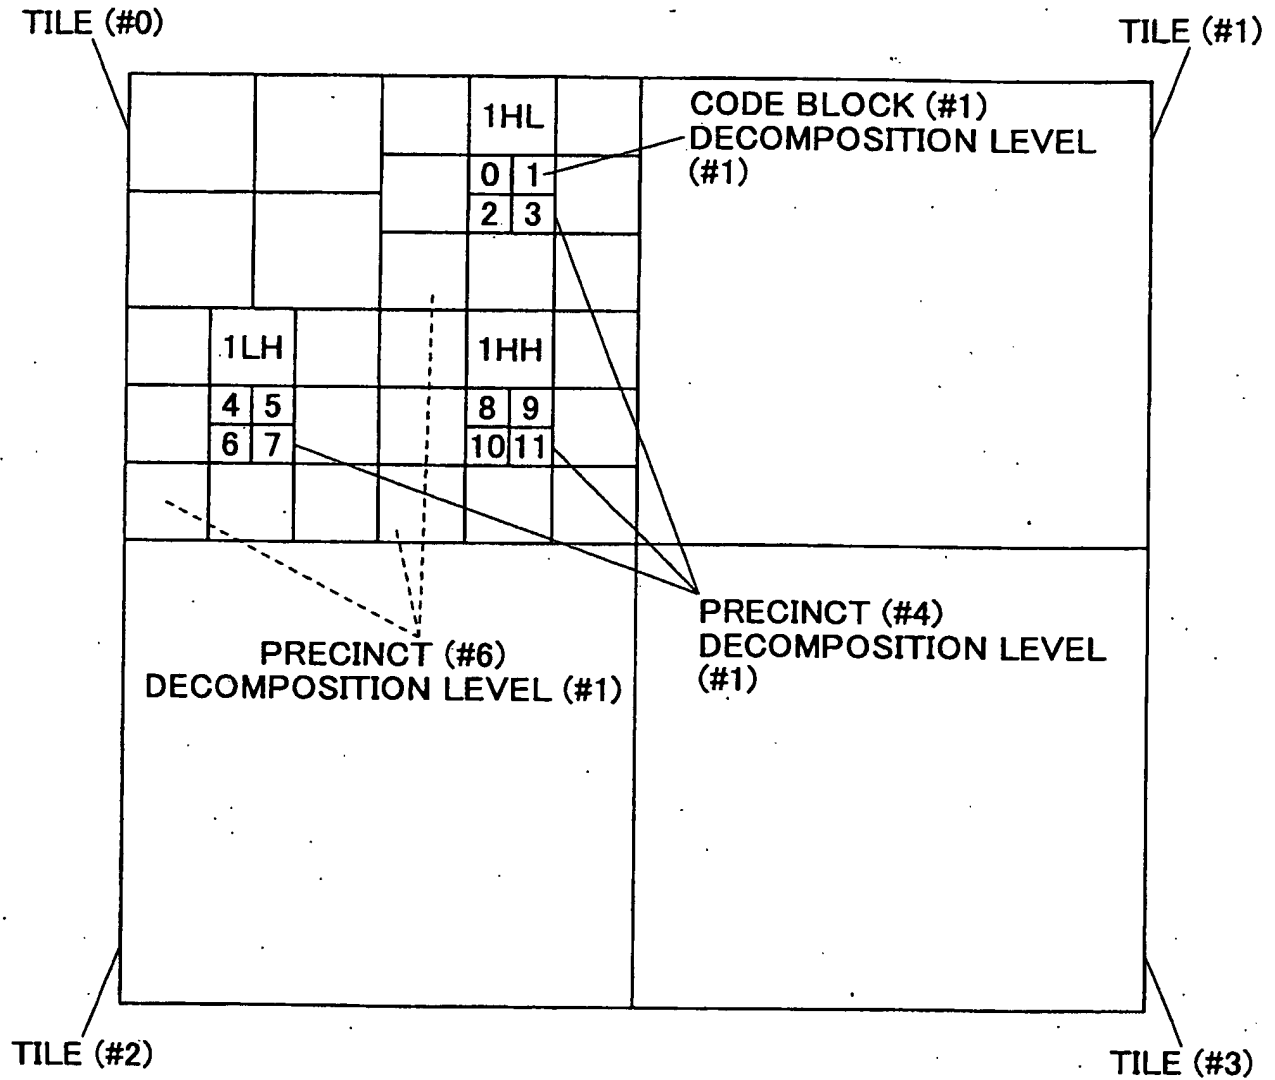 TILE (#0)
TILE (#1)
1HL
CODE BLOCK (#1)
DECOMPOSITION LEVEL
(#1)
0 1
2 3
1LH
1HH
4 5
6 7
8 9
10 11
PRECINCT (#6)
DECOMPOSITION LEVEL (#1)
PRECINCT (#4)
DECOMPOSITION LEVEL
(#1)
TILE (#2)
TILE (#3)